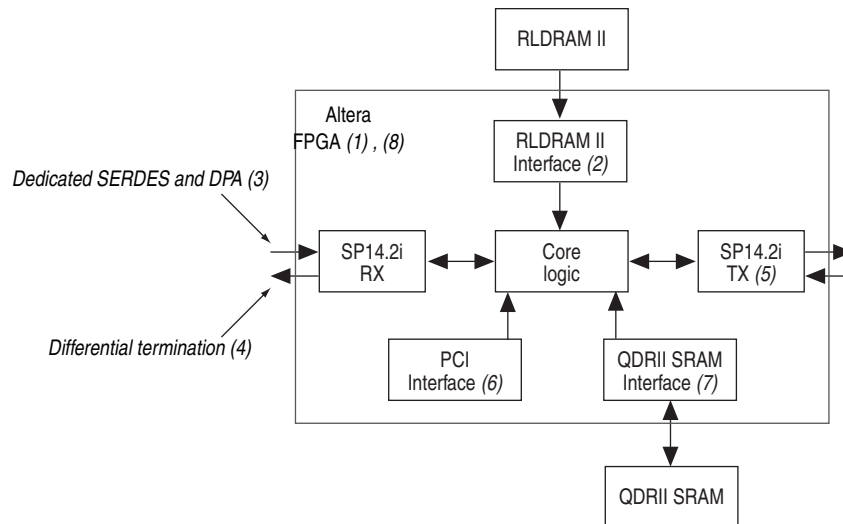 RLDRAM II
Altera
FPGA (1) , (8)
RLDRAM II
Interface (2)
Dedicated SERDES and DPA (3)
SP14.2i
RX
Core
logic
SP14.2i
TX (5)
Differential termination (4)
PCI
Interface (6)
QDRII SRAM
Interface (7)
QDRII SRAM